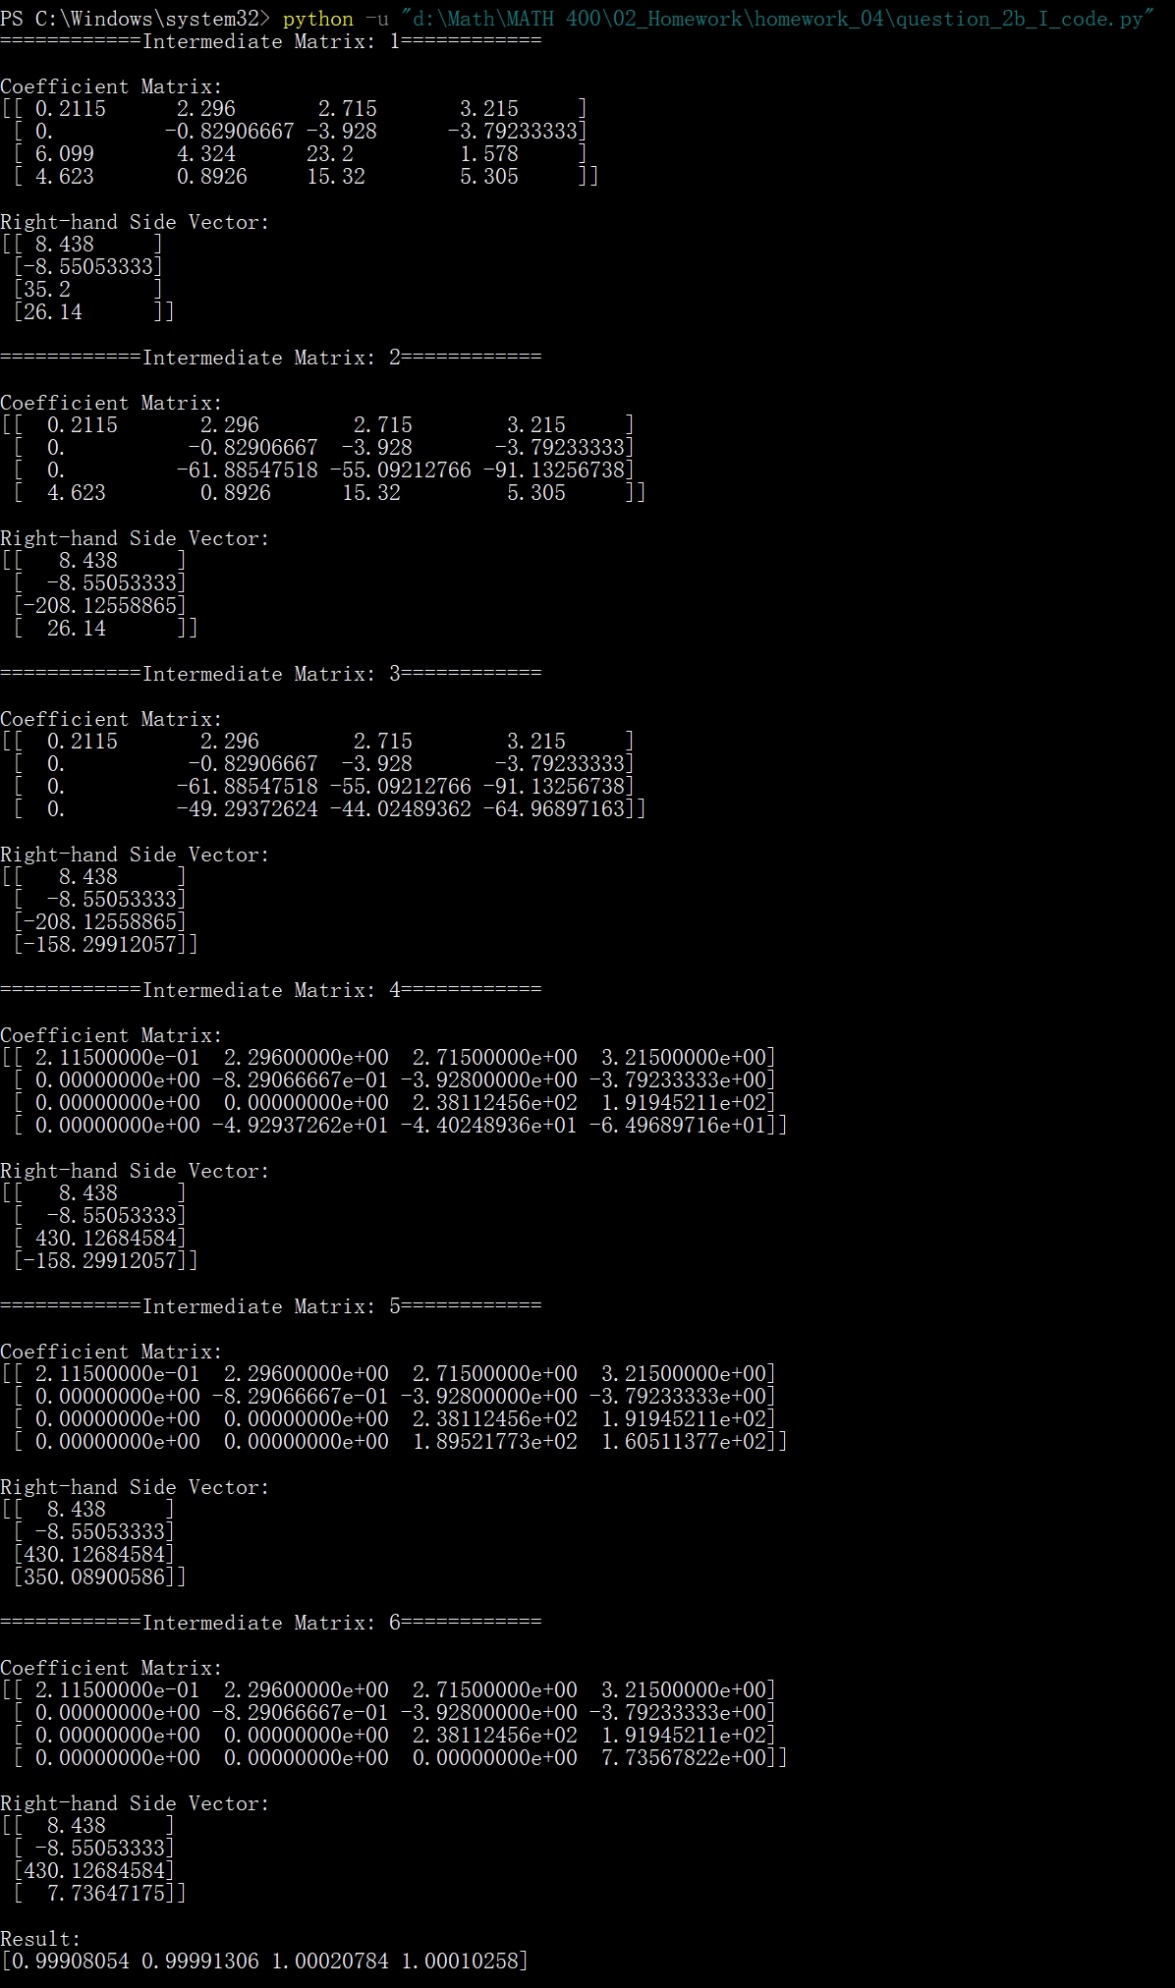 PS C:\Windows\system32> python -u "d:\Math\MATH 400\02_Homework\homework_04\question_2b_I_code.py"
============Intermediate Matrix: 1============
Coefficient Matrix:
[[ 0.2115      2.296       2.715       3.215     ]
 [ 0.         -0.82906667 -3.928      -3.79233333]
 [ 6.099       4.324      23.2         1.578     ]
 [ 4.623       0.8926     15.32        5.305     ]]
Right-hand Side Vector:
[[ 8.438     ]
 [-8.55053333]
 [35.2       ]
 [26.14      ]]
============Intermediate Matrix: 2============
Coefficient Matrix:
[[  0.2115       2.296        2.715        3.215     ]
 [  0.          -0.82906667  -3.928       -3.79233333]
 [  0.         -61.88547518 -55.09212766 -91.13256738]
 [  4.623        0.8926      15.32         5.305     ]]
Right-hand Side Vector:
[[   8.438     ]
 [  -8.55053333]
 [-208.12558865]
 [  26.14      ]]
============Intermediate Matrix: 3============
Coefficient Matrix:
[[  0.2115       2.296        2.715        3.215     ]
 [  0.          -0.82906667  -3.928       -3.79233333]
 [  0.         -61.88547518 -55.09212766 -91.13256738]
 [  0.         -49.29372624 -44.02489362 -64.96897163]]
Right-hand Side Vector:
[[   8.438     ]
 [  -8.55053333]
 [-208.12558865]
 [-158.29912057]]
============Intermediate Matrix: 4============
Coefficient Matrix:
[[ 2.11500000e-01  2.29600000e+00  2.71500000e+00  3.21500000e+00]
 [ 0.00000000e+00 -8.29066667e-01 -3.92800000e+00 -3.79233333e+00]
 [ 0.00000000e+00  0.00000000e+00  2.38112456e+02  1.91945211e+02]
 [ 0.00000000e+00 -4.92937262e+01 -4.40248936e+01 -6.49689716e+01]]
Right-hand Side Vector:
[[   8.438     ]
 [  -8.55053333]
 [ 430.12684584]
 [-158.29912057]]
============Intermediate Matrix: 5============
Coefficient Matrix:
[[ 2.11500000e-01  2.29600000e+00  2.71500000e+00  3.21500000e+00]
 [ 0.00000000e+00 -8.29066667e-01 -3.92800000e+00 -3.79233333e+00]
 [ 0.00000000e+00  0.00000000e+00  2.38112456e+02  1.91945211e+02]
 [ 0.00000000e+00  0.00000000e+00  1.89521773e+02  1.60511377e+02]]
Right-hand Side Vector:
[[  8.438     ]
 [ -8.55053333]
 [430.12684584]
 [350.08900586]]
============Intermediate Matrix: 6============
Coefficient Matrix:
[[ 2.11500000e-01  2.29600000e+00  2.71500000e+00  3.21500000e+00]
 [ 0.00000000e+00 -8.29066667e-01 -3.92800000e+00 -3.79233333e+00]
 [ 0.00000000e+00  0.00000000e+00  2.38112456e+02  1.91945211e+02]
 [ 0.00000000e+00  0.00000000e+00  0.00000000e+00  7.73567822e+00]]
Right-hand Side Vector:
[[  8.438     ]
 [ -8.55053333]
 [430.12684584]
 [  7.73647175]]
Result:
[0.99908054 0.99991306 1.00020784 1.00010258]